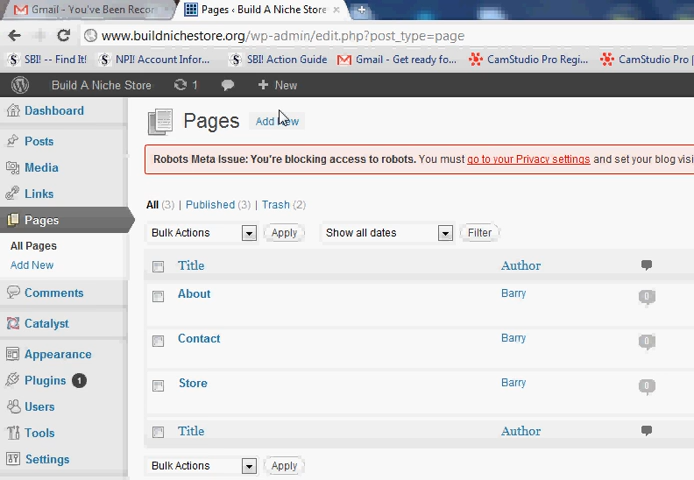 Gmail - You've Been Recor
Pages ‹ Build A Niche Store
www.buildnichestore.org/wp-admin/edit.php?post_type=page
SBI! -- Find It! NPI! Account Infor... SBI! Action Guide Gmail - Get ready fo... CamStudio Pro Regi... CamStudio Pro |
Build A Niche Store 1 + New
Dashboard
Posts
Media
Links
Pages
All Pages
Add New
Comments
Catalyst
Appearance
Plugins 1
Users
Tools
Settings
Pages Add New
Robots Meta Issue: You're blocking access to robots. You must go to your Privacy settings and set your blog visi
All (3) | Published (3) | Trash (2)
Bulk Actions Apply Show all dates Filter
Title Author
About Barry 0
Contact Barry 0
Store Barry 0
Title Author
Bulk Actions Apply